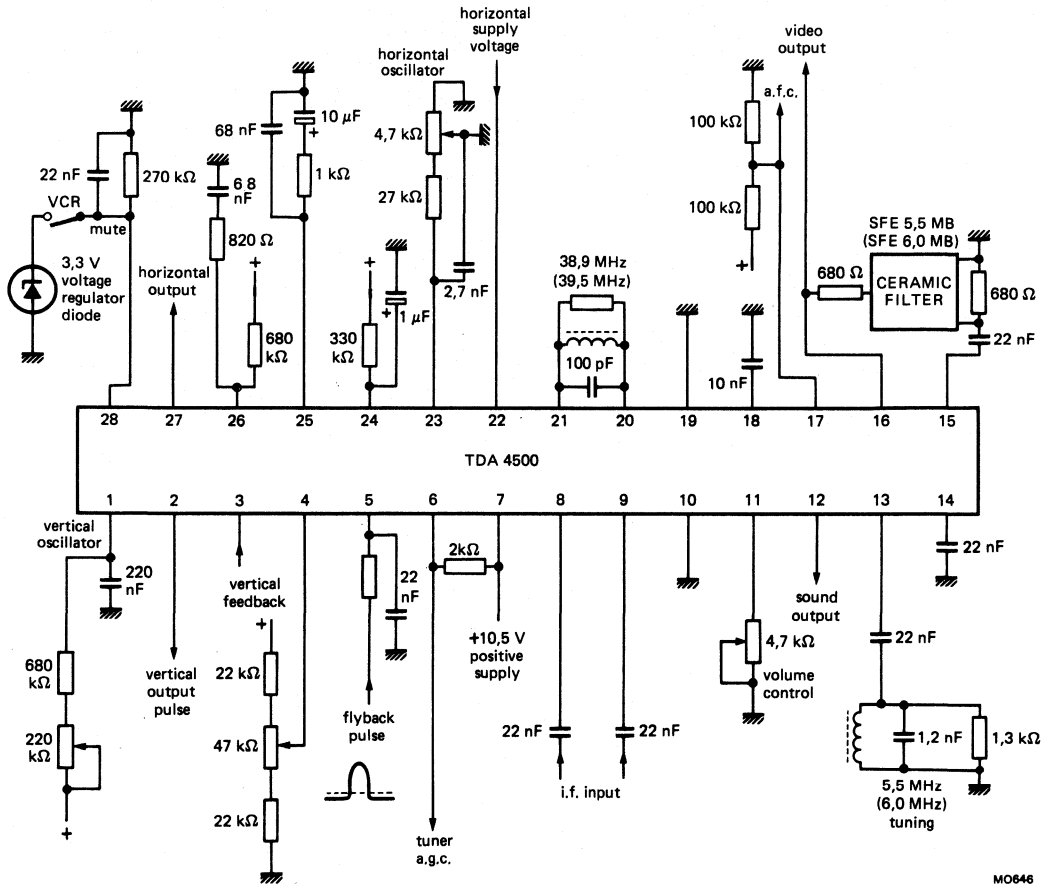 horizontal
supply
voltage
video
output
horizontal
oscillator
a.f.c.
10 μF
+
68 nF
4,7 kΩ
100 kΩ
22 nF
270 kΩ
6 8
nF
1 kΩ
27 kΩ
100 kΩ
VCR
mute
SFE 5,5 MB
(SFE 6,0 MB)
820 Ω
3,3 V
voltage
regulator
diode
horizontal
output
+
+
+
1 μF
2,7 nF
38,9 MHz
(39,5 MHz)
+
680 Ω
CERAMIC
FILTER
680 Ω
680
kΩ
330
kΩ
100 pF
10 nF
22 nF
28 27 26 25 24 23 22 21 20 19 18 17 16 15
TDA 4500
1 2 3 4 5 6 7 8 9 10 11 12 13 14
vertical
oscillator
220
nF
vertical
feedback
+
22
nF
2kΩ
22 nF
+10,5 V
positive
supply
sound
output
680
kΩ
vertical
output
pulse
22 kΩ
4,7 kΩ
22 nF
volume
control
220
kΩ
47 kΩ
flyback
pulse
22 nF
22 nF
1,2 nF
1,3 kΩ
+
22 kΩ
i.f. input
5,5 MHz
(6,0 MHz)
tuning
tuner
a.g.c.
MO646